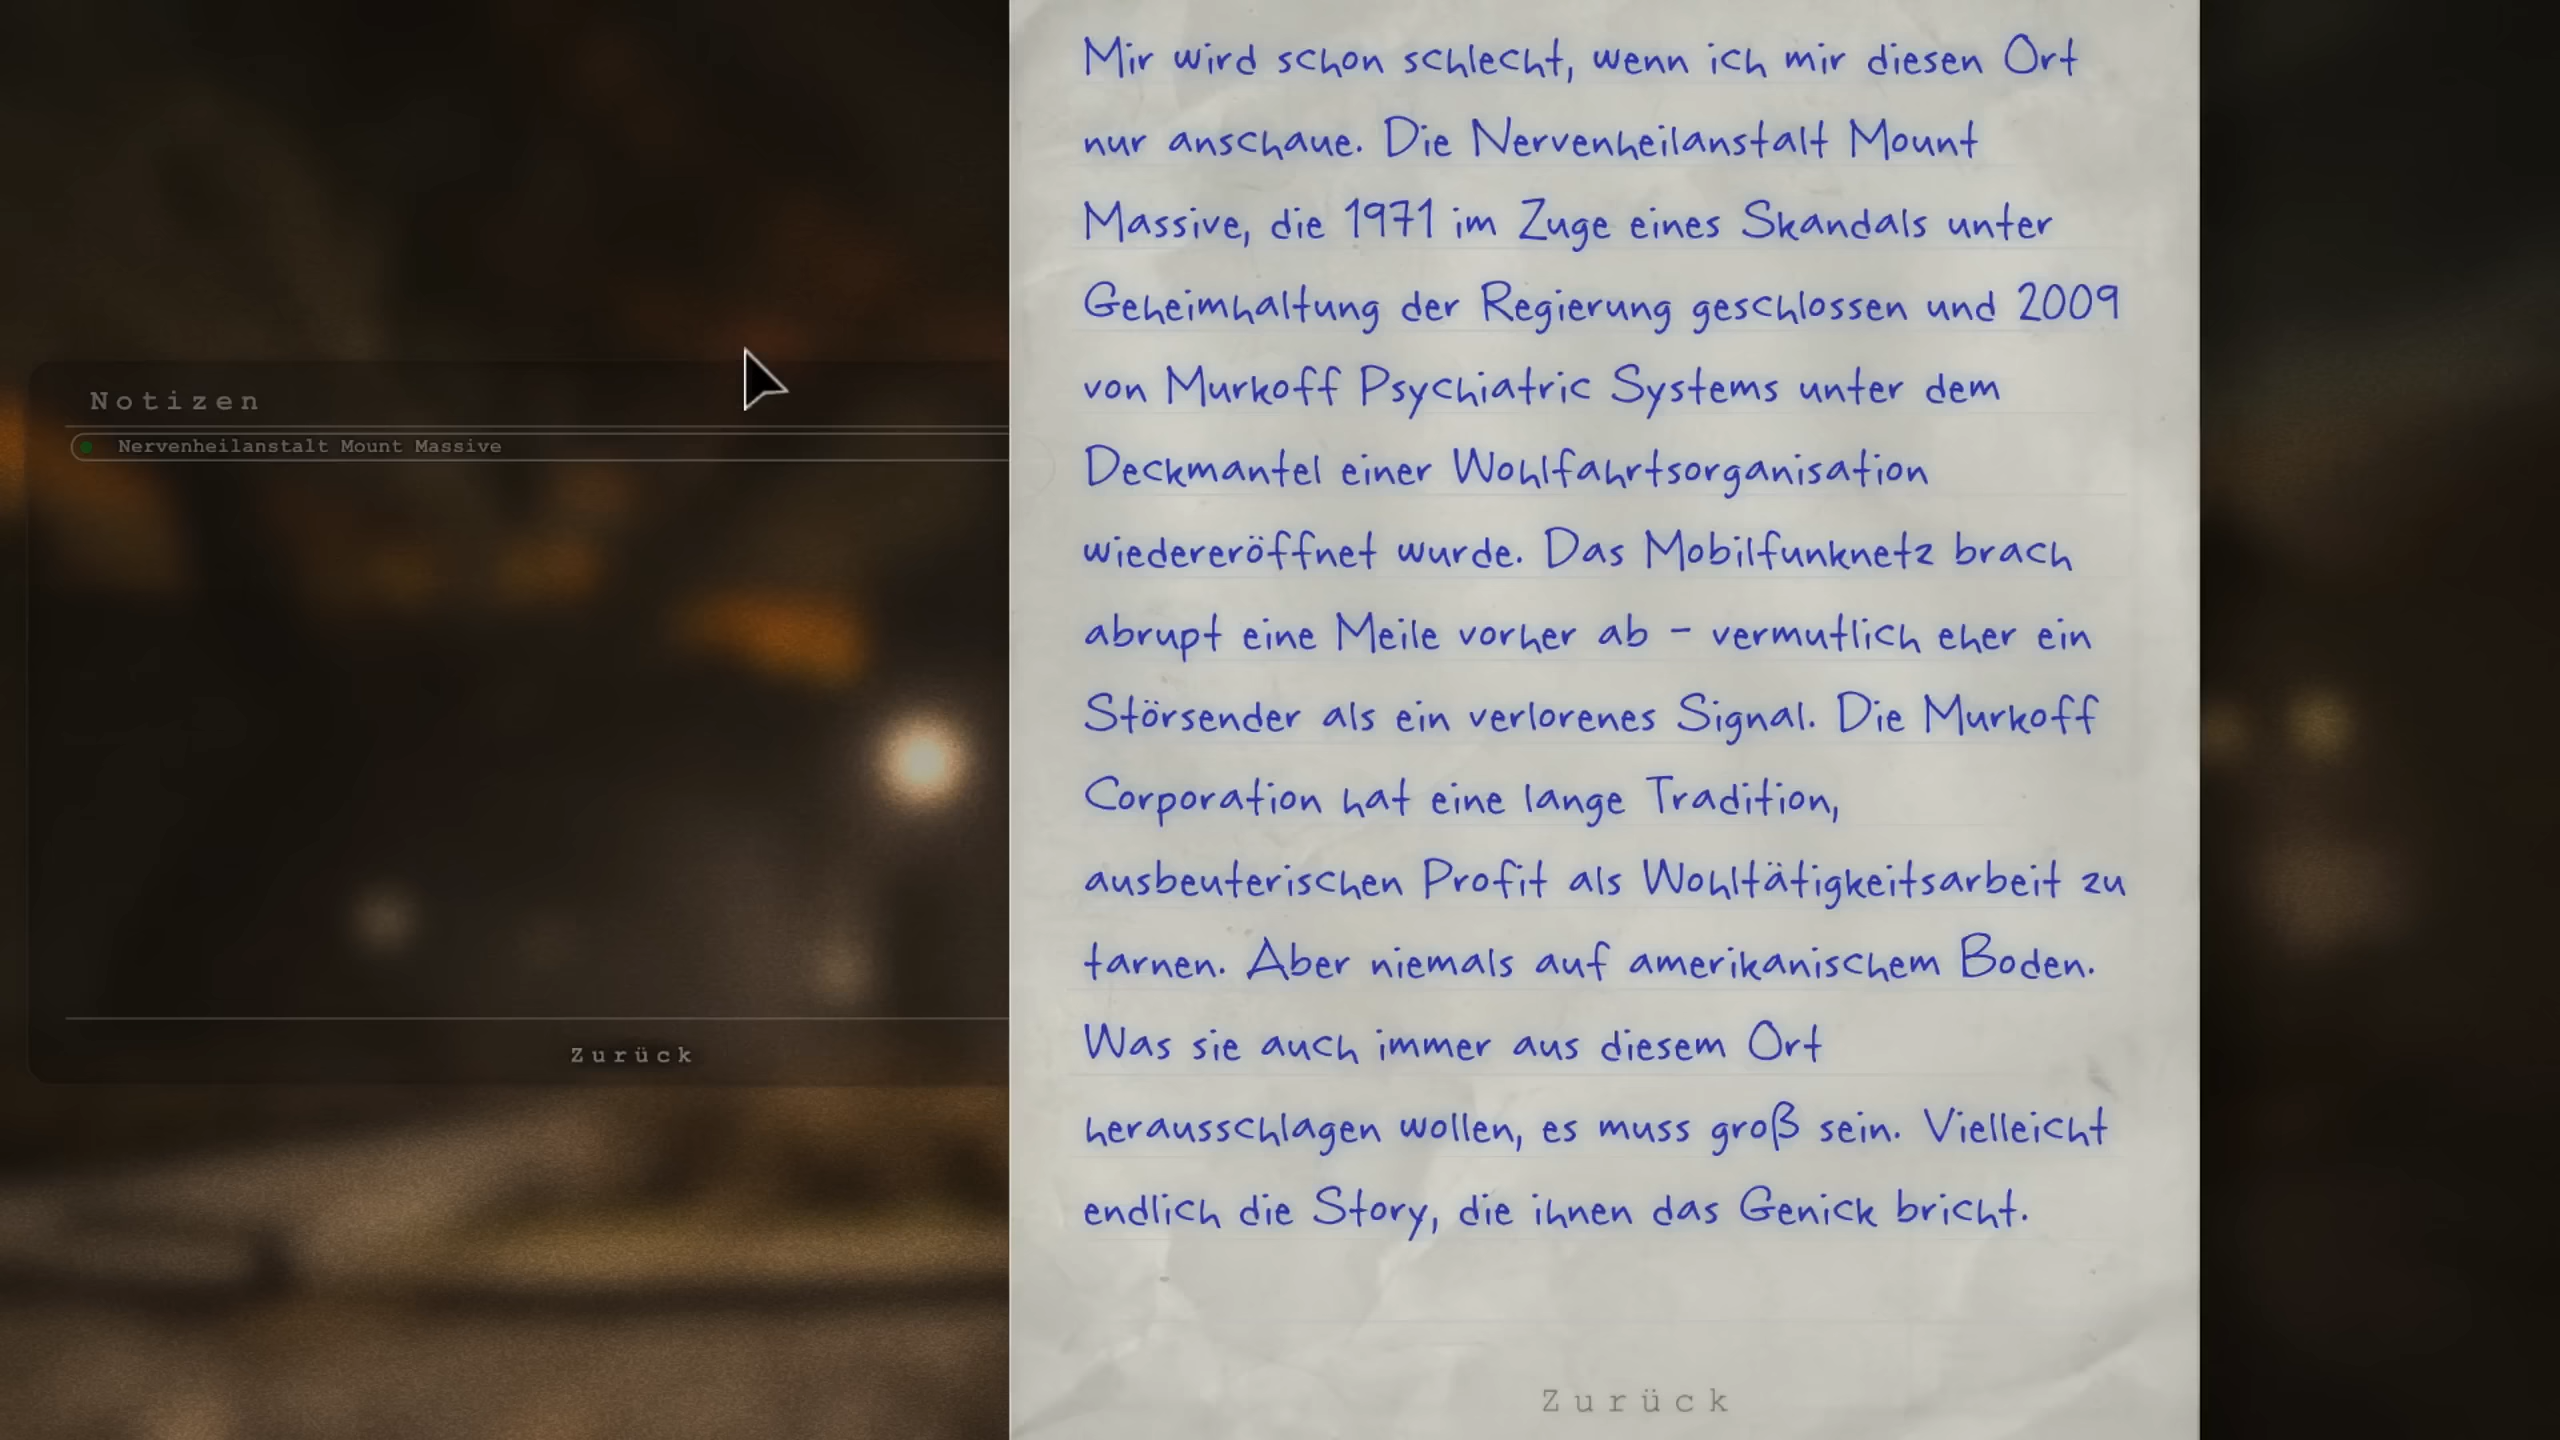 Notizen
Nervenheilanstalt Mount Massive
Zurück
Mir wird schon schlecht, wenn ich mir diesen Ort
nur anschaue. Die Nervenheilanstalt Mount
Massive, die 1971 im Zuge eines Skandals unter
Geheimhaltung der Regierung geschlossen und 2009
von Murkoff Psychiatric Systems unter dem
Deckmantel einer Wohlfahrtsorganisation
wiedereröffnet wurde. Das Mobilfunknetz brach
abrupt eine Meile vorher ab – vermutlich eher ein
Störsender als ein verlorenes Signal. Die Murkoff
Corporation hat eine lange Tradition,
ausbeuterischen Profit als Wohltätigkeitsarbeit zu
tarnen. Aber niemals auf amerikanischem Boden.
Was sie auch immer aus diesem Ort
herausschlagen wollen, es muss groß sein. Vielleicht
endlich die Story, die ihnen das Genick bricht.
Zurück